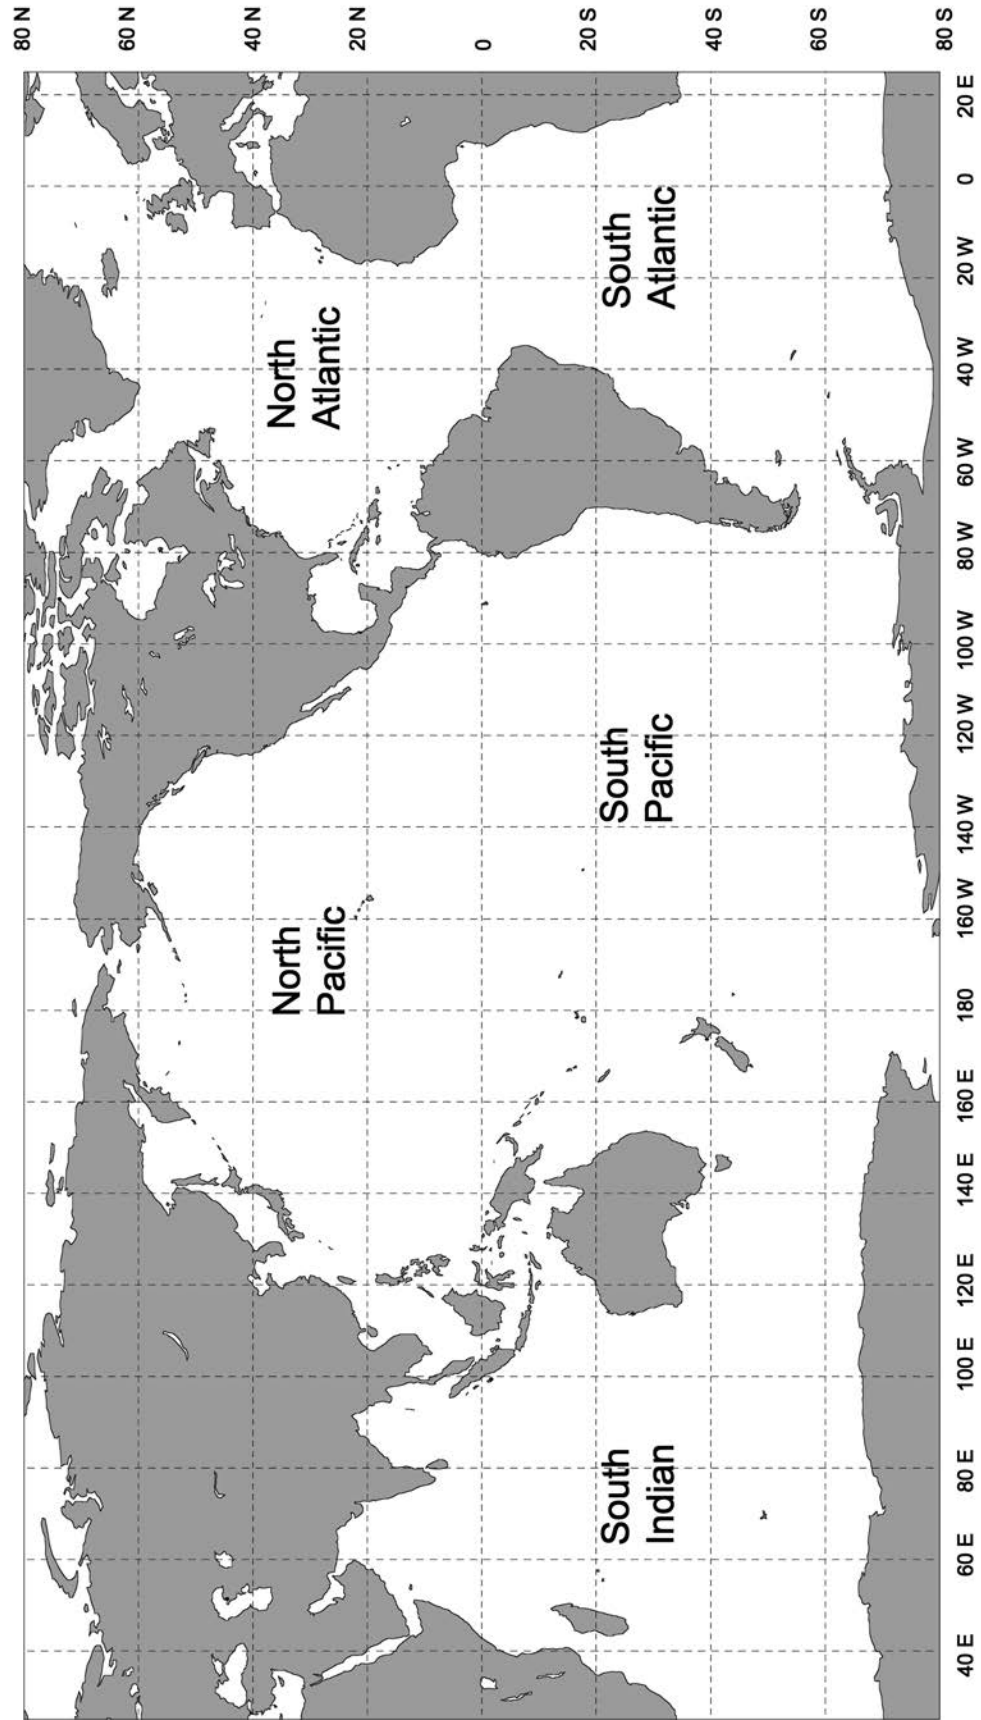 80 N
60 N
40 N
20 N
0
20 S
40 S
60 S
80 S
North
Pacific
North
Atlantic
South
Indian
South
Pacific
South
Atlantic
40 E
60 E
80 E
100 E
120 E
140 E
160 E
180
160 W
140 W
120 W
100 W
80 W
60 W
40 W
20 W
0
20 E